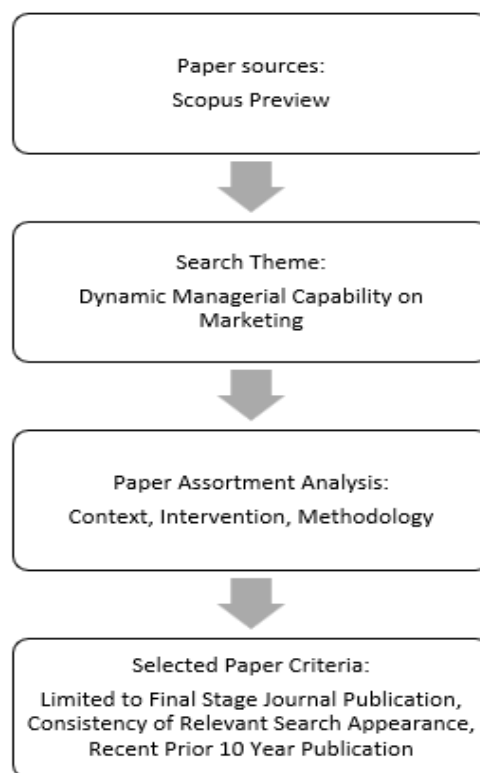 Paper sources:
Scopus Preview
Search Theme:
Dynamic Managerial Capability on
Marketing
Paper Assortment Analysis:
Context, Intervention, Methodology
Selected Paper Criteria:
Limited to Final Stage Journal Publication,
Consistency of Relevant Search Appearance,
Recent Prior 10 Year Publication